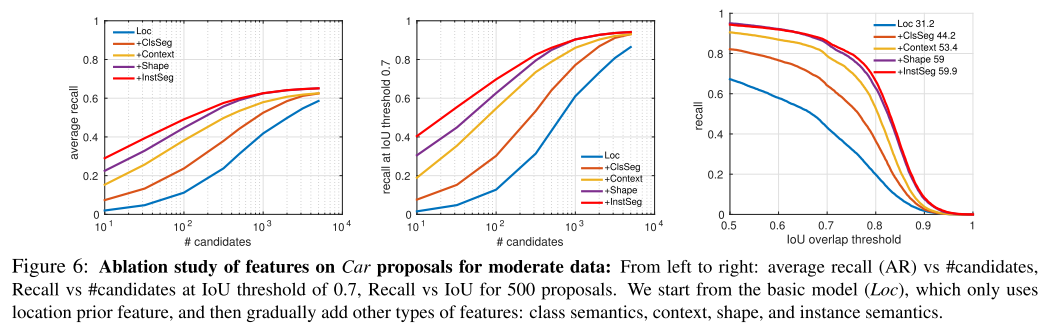 Loc
+ClsSeg
+Context
+Shape
+InstSeg
average recall
1
0.8
0.6
0.4
0.2
0
10^1
10^2
10^3
10^4
# candidates
recall at IoU threshold 0.7
1
0.8
0.6
0.4
0.2
0
Loc
+ClsSeg
+Context
+Shape
+InstSeg
10^1
10^2
10^3
10^4
# candidates
recall
1
0.8
0.6
0.4
0.2
0
Loc 31.2
+ClsSeg 44.2
+Context 53.4
+Shape 59
+InstSeg 59.9
0.5
0.6
0.7
0.8
0.9
1
IoU overlap threshold
Figure 6: Ablation study of features on Car proposals for moderate data: From left to right: average recall (AR) vs #candidates,
Recall vs #candidates at IoU threshold of 0.7, Recall vs IoU for 500 proposals. We start from the basic model (Loc), which only uses
location prior feature, and then gradually add other types of features: class semantics, context, shape, and instance semantics.